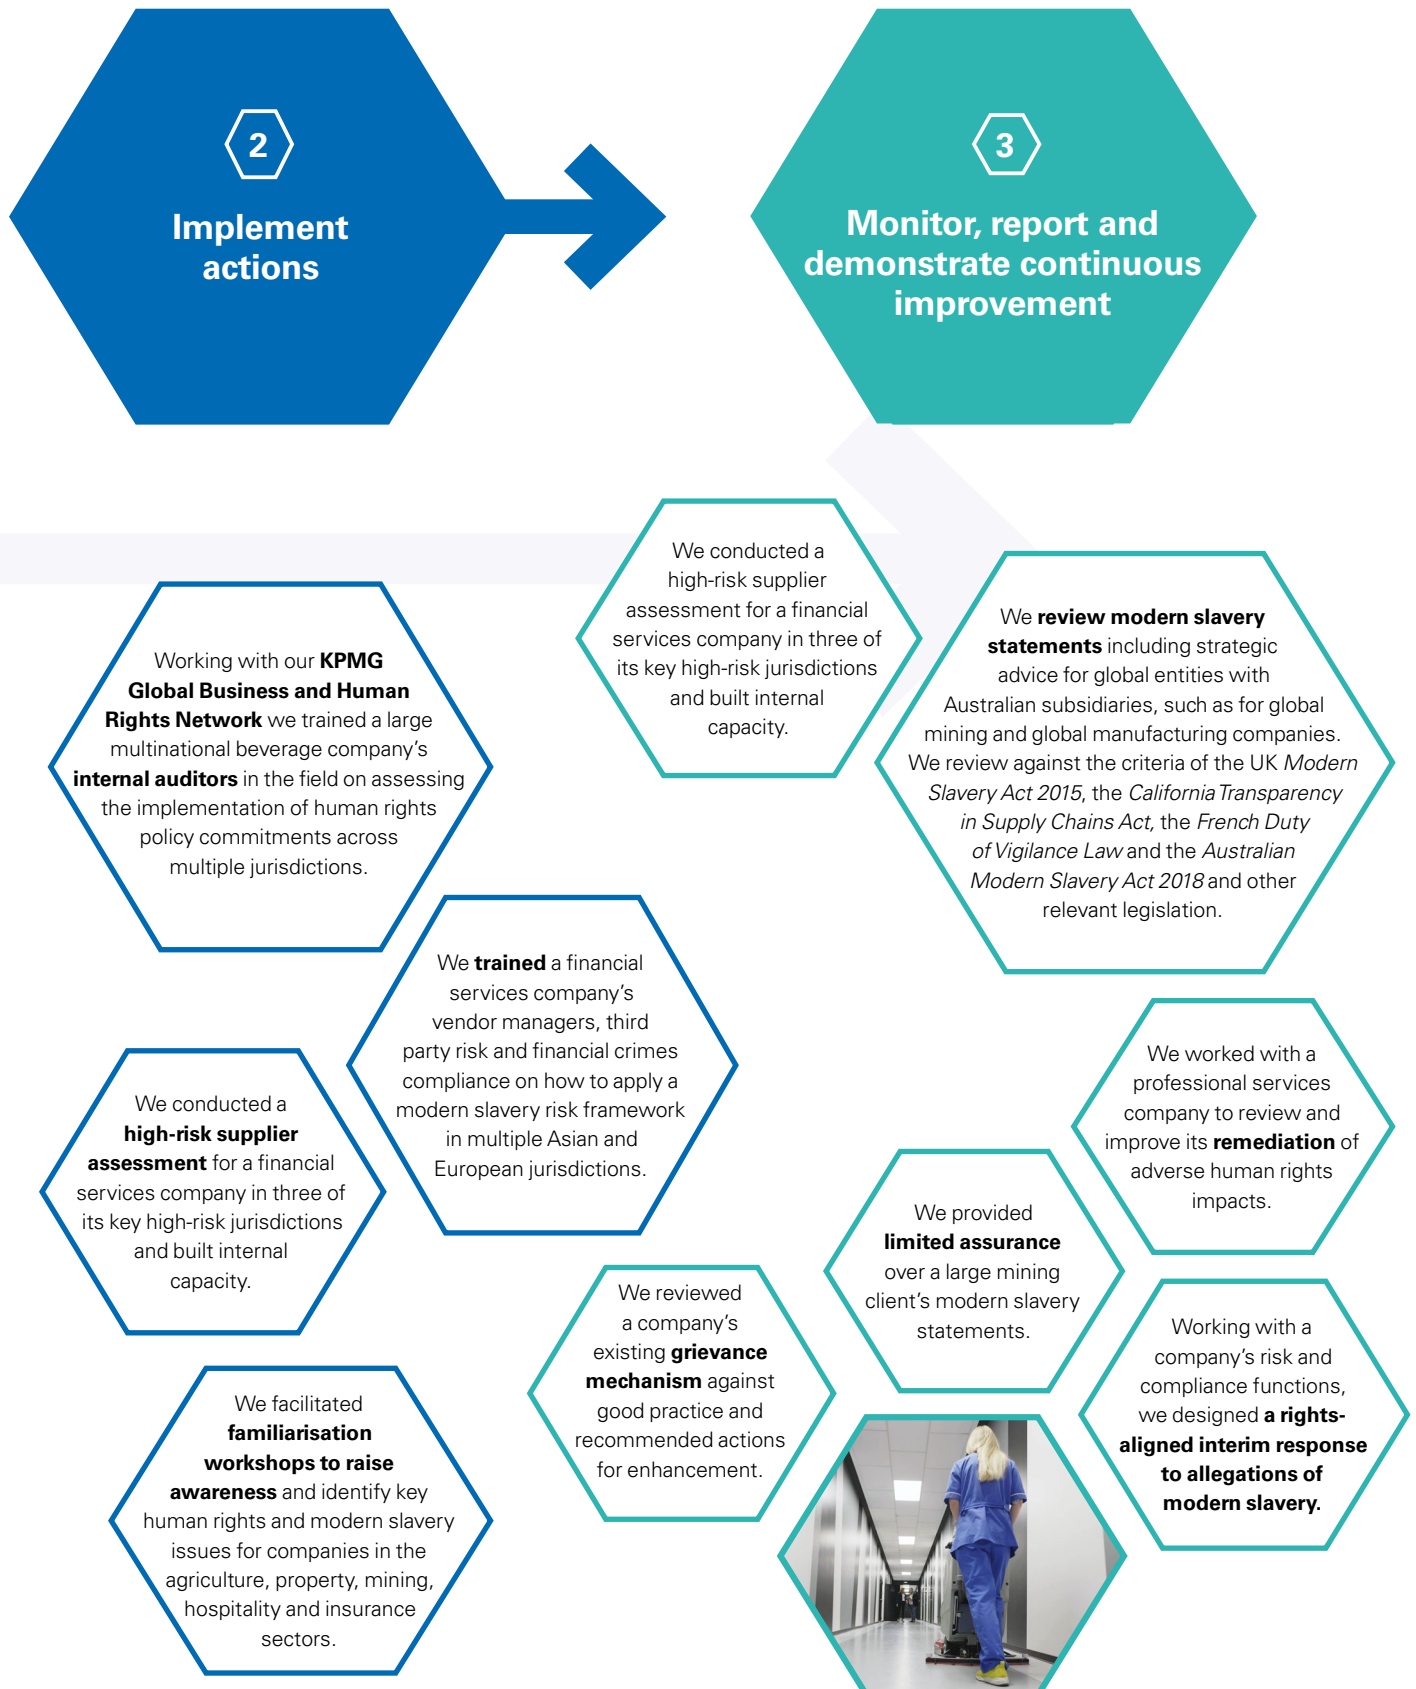 2
Implement
actions
3
Monitor, report and
demonstrate continuous
improvement
We conducted a
high-risk supplier
assessment for a financial
services company in three of
its key high-risk jurisdictions
and built internal
capacity.
We review modern slavery
statements including strategic
advice for global entities with
Australian subsidiaries, such as for global
mining and global manufacturing companies.
We review against the criteria of the UK Modern
Slavery Act 2015, the California Transparency
in Supply Chains Act, the French Duty
of Vigilance Law and the Australian
Modern Slavery Act 2018 and other
relevant legislation.
Working with our KPMG
Global Business and Human
Rights Network we trained a large
multinational beverage company's
internal auditors in the field on assessing
the implementation of human rights
policy commitments across
multiple jurisdictions.
We trained a financial
services company's
vendor managers, third
party risk and financial crimes
compliance on how to apply a
modern slavery risk framework
in multiple Asian and
European jurisdictions.
We conducted a
high-risk supplier
assessment for a financial
services company in three of
its key high-risk jurisdictions
and built internal
capacity.
We worked with a
professional services
company to review and
improve its remediation of
adverse human rights
impacts.
We provided
limited assurance
over a large mining
client's modern slavery
statements.
We reviewed
a company's
existing grievance
mechanism against
good practice and
recommended actions
for enhancement.
Working with a
company's risk and
compliance functions,
we designed a rights-
aligned interim response
to allegations of
modern slavery.
We facilitated
familiarisation
workshops to raise
awareness and identify key
human rights and modern slavery
issues for companies in the
agriculture, property, mining,
hospitality and insurance
sectors.